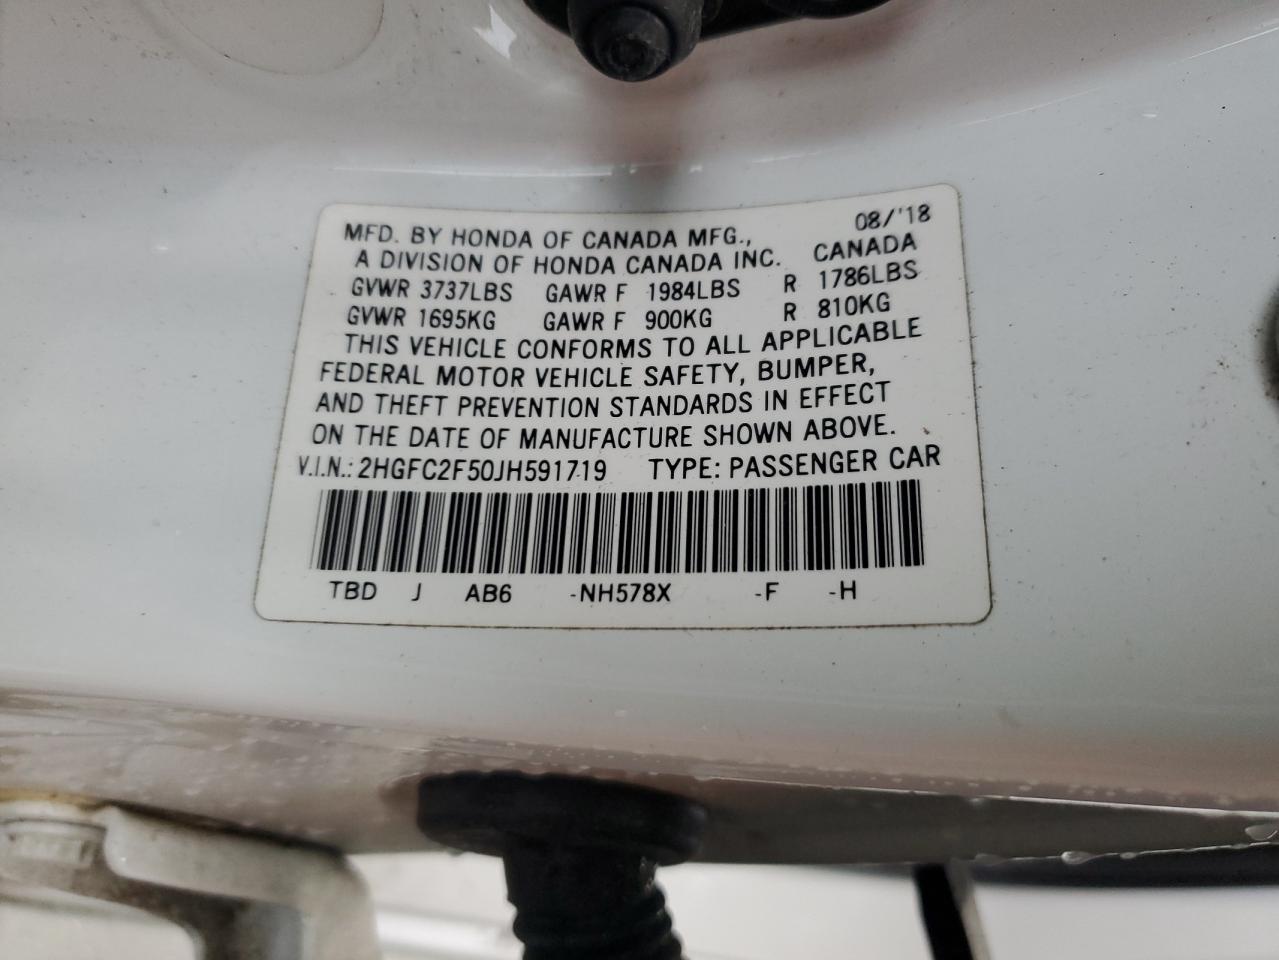 08/'18
MFD. BY HONDA OF CANADA MFG.,
A DIVISION OF HONDA CANADA INC. CANADA
GVWR 3737LBS GAWR F 1984LBS R 1786LBS
GVWR 1695KG GAWR F 900KG R 810KG
THIS VEHICLE CONFORMS TO ALL APPLICABLE
FEDERAL MOTOR VEHICLE SAFETY, BUMPER,
AND THEFT PREVENTION STANDARDS IN EFFECT
ON THE DATE OF MANUFACTURE SHOWN ABOVE.
V.I.N.: 2HGFC2F50JH591719 TYPE: PASSENGER CAR
TBD J AB6 -NH578X -F -H